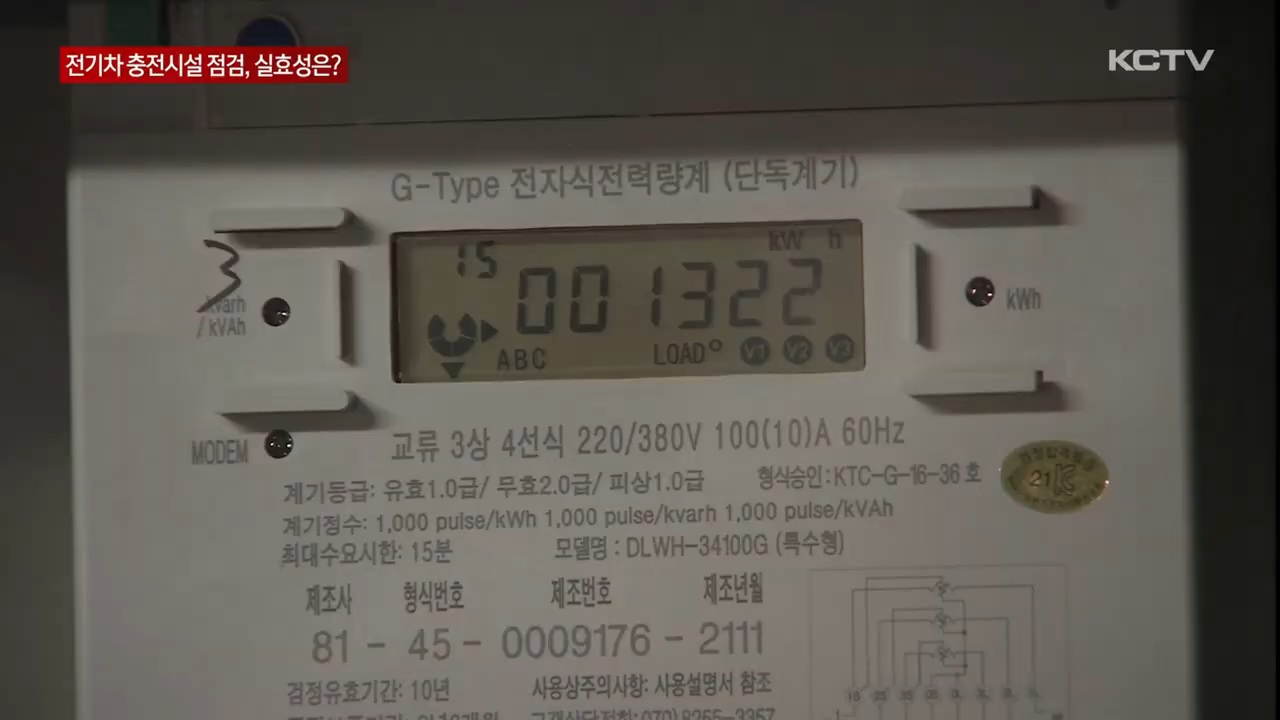 전기차 충전시설 점검, 실효성은?
KCTV
G-Type 전자식전력량계 (단독계기)
kW h
15
001322
ABC LOAD V1 V2 V3
3
kvarh
/ kVAh
kWh
MODEM
교류 3상 4선식 220/380V 100(10)A 60Hz
계기등급: 유효1.0급/ 무효2.0급/ 피상1.0급 형식승인: KTC-G-16-36 호
21 K
계기정수: 1,000 pulse/kWh 1,000 pulse/kvarh 1,000 pulse/kVAh
최대수요시한: 15분 모델명 : DLWH-34100G (특수형)
제조사 형식번호 제조번호 제조년월
81 - 45 - 0009176 - 2111
검정유효기간: 10년 사용상주의사항: 사용설명서 참조